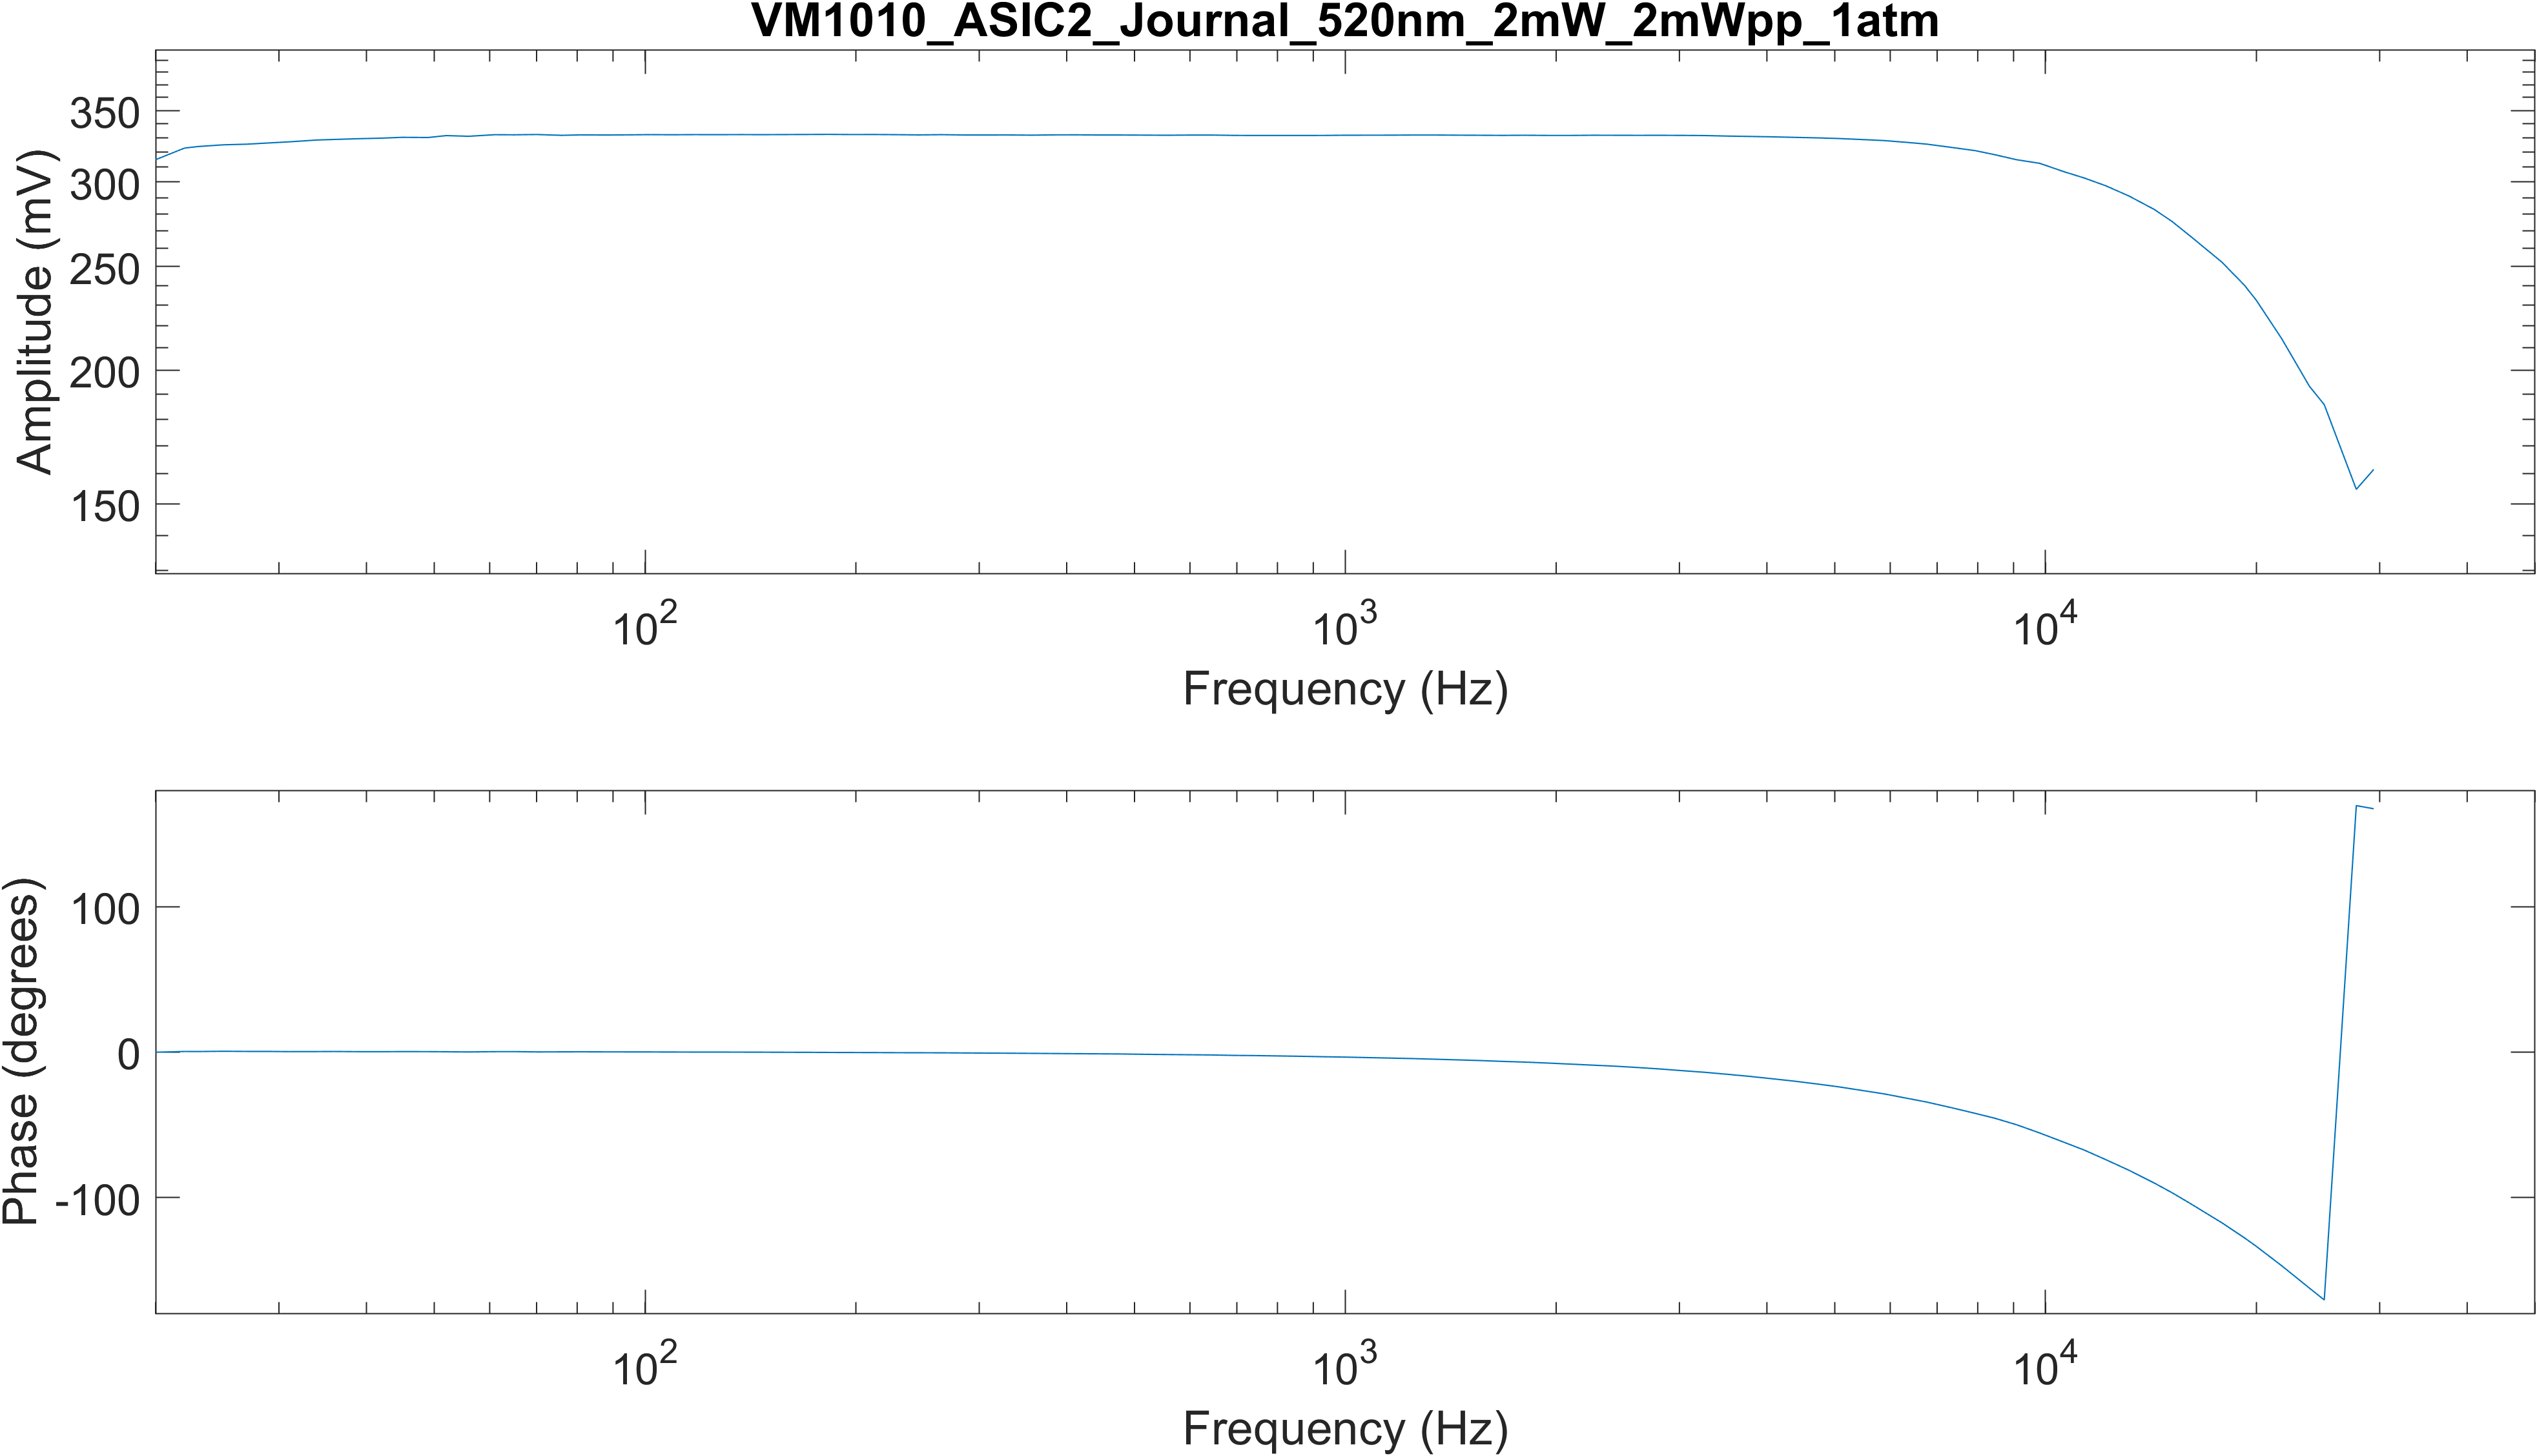 VM1010_ASIC2_Journal_520nm_2mW_2mWpp_1atm
Amplitude (mV)
350
300
250
200
150
10^2
10^3
10^4
Frequency (Hz)
Phase (degrees)
100
0
-100
10^2
10^3
10^4
Frequency (Hz)